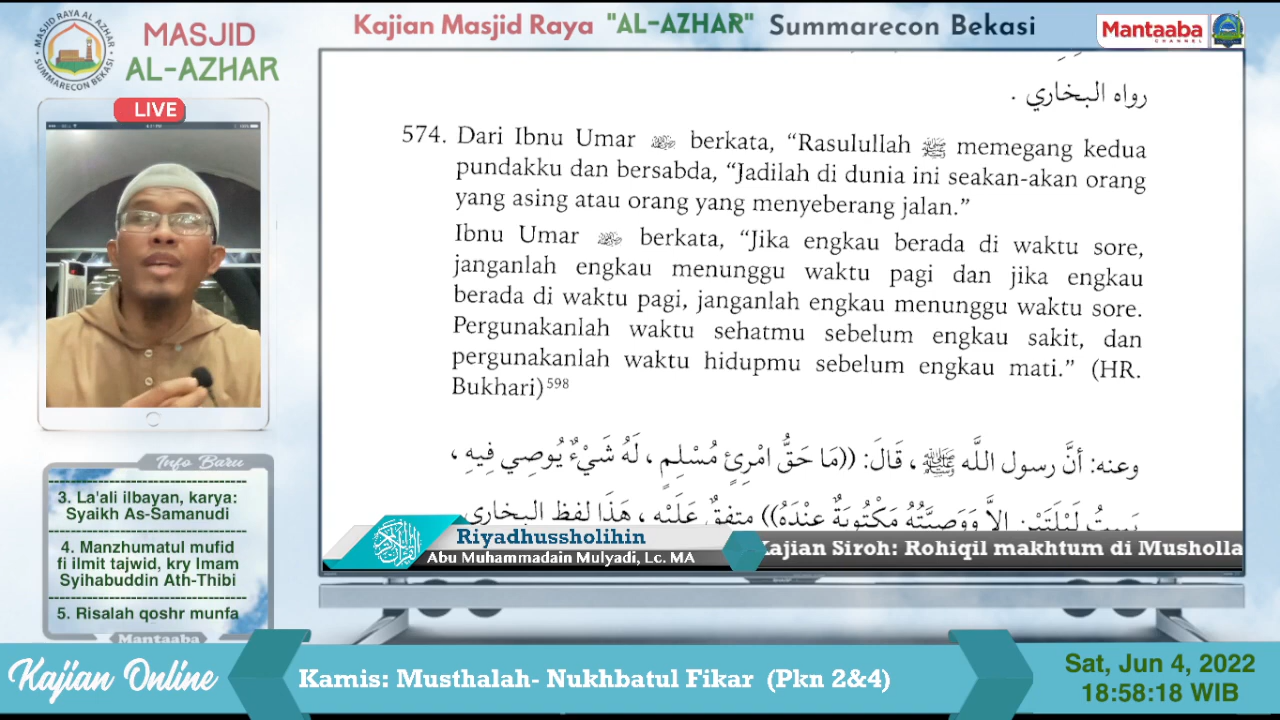 MASJID RAYA AL AZHAR
SUMMARECON BEKASI
MASJID
AL-AZHAR
Kajian Masjid Raya "AL-AZHAR" Summarecon Bekasi
Mantaaba
CHANNEL
LIVE
رواه البخاري .
574. Dari Ibnu Umar berkata, “Rasulullah ﷺ memegang kedua
pundakku dan bersabda, “Jadilah di dunia ini seakan-akan orang
yang asing atau orang yang menyeberang jalan.”
Ibnu Umar berkata, “Jika engkau berada di waktu sore,
janganlah engkau menunggu waktu pagi dan jika engkau
berada di waktu pagi, janganlah engkau menunggu waktu sore.
Pergunakanlah waktu sehatmu sebelum engkau sakit, dan
pergunakanlah waktu hidupmu sebelum engkau mati.” (HR.
Bukhari)598
وعنه: أنَّ رسول اللَّه ﷺ ، قَالَ: ((مَا حَقُّ امْرِئٍ مُسْلِمٍ ، لَهُ شَيْءٌ يُوصِي فِيهِ ،
يَبِيتُ لَيْلَتَيْنِ إِلاَّ وَوَصِيَّتُهُ مَكْتُوبَةٌ عِنْدَهُ)) متفقٌ عَلَيْهِ ، هَذَا لفظ البخاري
Riyadhussholihin
Abu Muhammadain Mulyadi, Lc. MA
Kajian Siroh: Rohiqil makhtum di Musholla
Info Baru
3. La'ali ilbayan, karya:
Syaikh As-Samanudi
4. Manzhumatul mufid
fi ilmit tajwid, kry Imam
Syihabuddin Ath-Thibi
5. Risalah qoshr munfa
Mantaaba
Kajian Online
Kamis: Musthalah- Nukhbatul Fikar (Pkn 2&4)
Sat, Jun 4, 2022
18:58:18 WIB